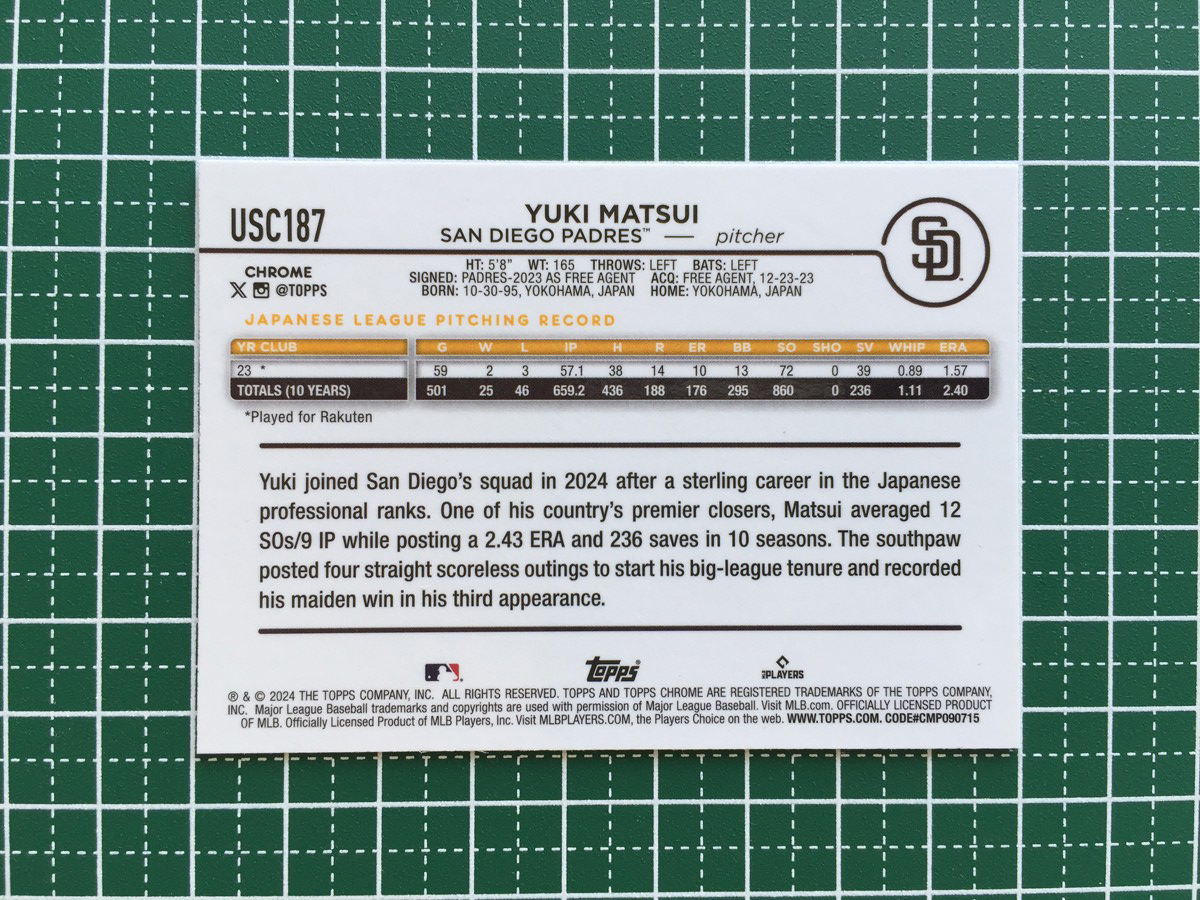 USC187
YUKI MATSUI
SAN DIEGO PADRES™ — pitcher
SD
CHROME
@TOPPS
HT: 5'8" WT: 165 THROWS: LEFT BATS: LEFT
SIGNED: PADRES-2023 AS FREE AGENT ACQ: FREE AGENT, 12-23-23
BORN: 10-30-95, YOKOHAMA, JAPAN HOME: YOKOHAMA, JAPAN
JAPANESE LEAGUE PITCHING RECORD
YR CLUB G W L IP H R ER BB SO SHO SV WHIP ERA
23 * 59 2 3 57.1 38 14 10 13 72 0 39 0.89 1.57
TOTALS (10 YEARS) 501 25 46 659.2 436 188 176 295 860 0 236 1.11 2.40
*Played for Rakuten
Yuki joined San Diego's squad in 2024 after a sterling career in the Japanese
professional ranks. One of his country's premier closers, Matsui averaged 12
SOs/9 IP while posting a 2.43 ERA and 236 saves in 10 seasons. The southpaw
posted four straight scoreless outings to start his big-league tenure and recorded
his maiden win in his third appearance.
topps PLAYERS
® & © 2024 THE TOPPS COMPANY, INC. ALL RIGHTS RESERVED. TOPPS AND TOPPS CHROME ARE REGISTERED TRADEMARKS OF THE TOPPS COMPANY,
INC. Major League Baseball trademarks and copyrights are used with permission of Major League Baseball. Visit MLB.com. OFFICIALLY LICENSED PRODUCT
OF MLB. Officially Licensed Product of MLB Players, Inc. Visit MLBPLAYERS.COM, the Players Choice on the web. WWW.TOPPS.COM. CODE#CMP090715